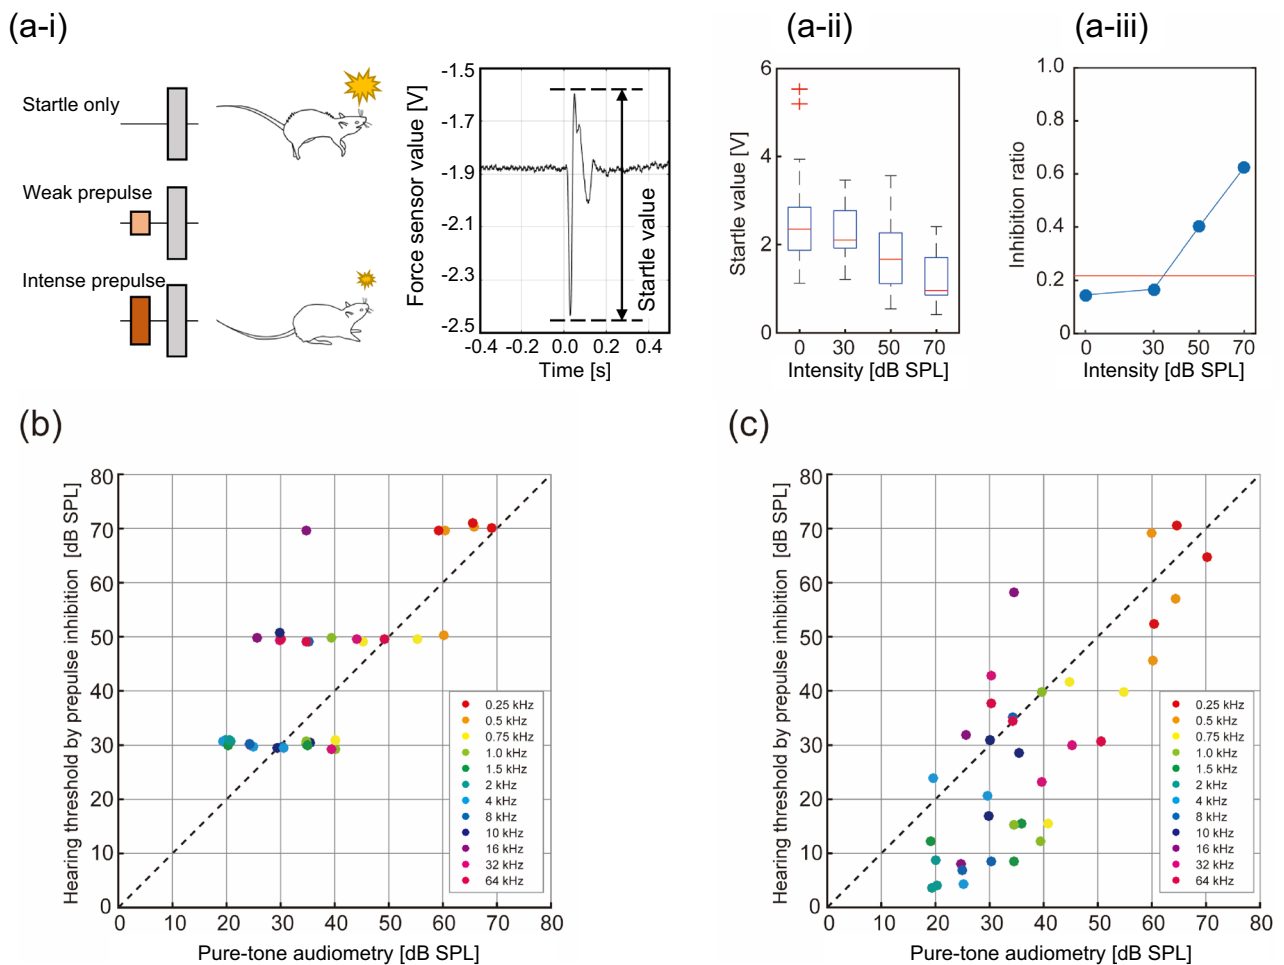 (a-i)
(a-ii)
(a-iii)
Startle only
Weak prepulse
Intense prepulse
Force sensor value [V]
-1.5
-1.7
-1.9
-2.1
-2.3
-2.5
-0.4 -0.2 0.0 0.2 0.4
Time [s]
Startle value
Startle value [V]
6
4
2
0
0 30 50 70
Intensity [dB SPL]
Inhibition ratio
1.0
0.8
0.6
0.4
0.2
0
0 30 50 70
Intensity [dB SPL]
(b)
Hearing threshold by prepulse inhibition [dB SPL]
80
70
60
50
40
30
20
10
0
0 10 20 30 40 50 60 70 80
Pure-tone audiometry [dB SPL]
0.25 kHz
0.5 kHz
0.75 kHz
1.0 kHz
1.5 kHz
2 kHz
4 kHz
8 kHz
10 kHz
16 kHz
32 kHz
64 kHz
(c)
Hearing threshold by prepulse inhibition [dB SPL]
80
70
60
50
40
30
20
10
0
0 10 20 30 40 50 60 70 80
Pure-tone audiometry [dB SPL]
0.25 kHz
0.5 kHz
0.75 kHz
1.0 kHz
1.5 kHz
2 kHz
4 kHz
8 kHz
10 kHz
16 kHz
32 kHz
64 kHz